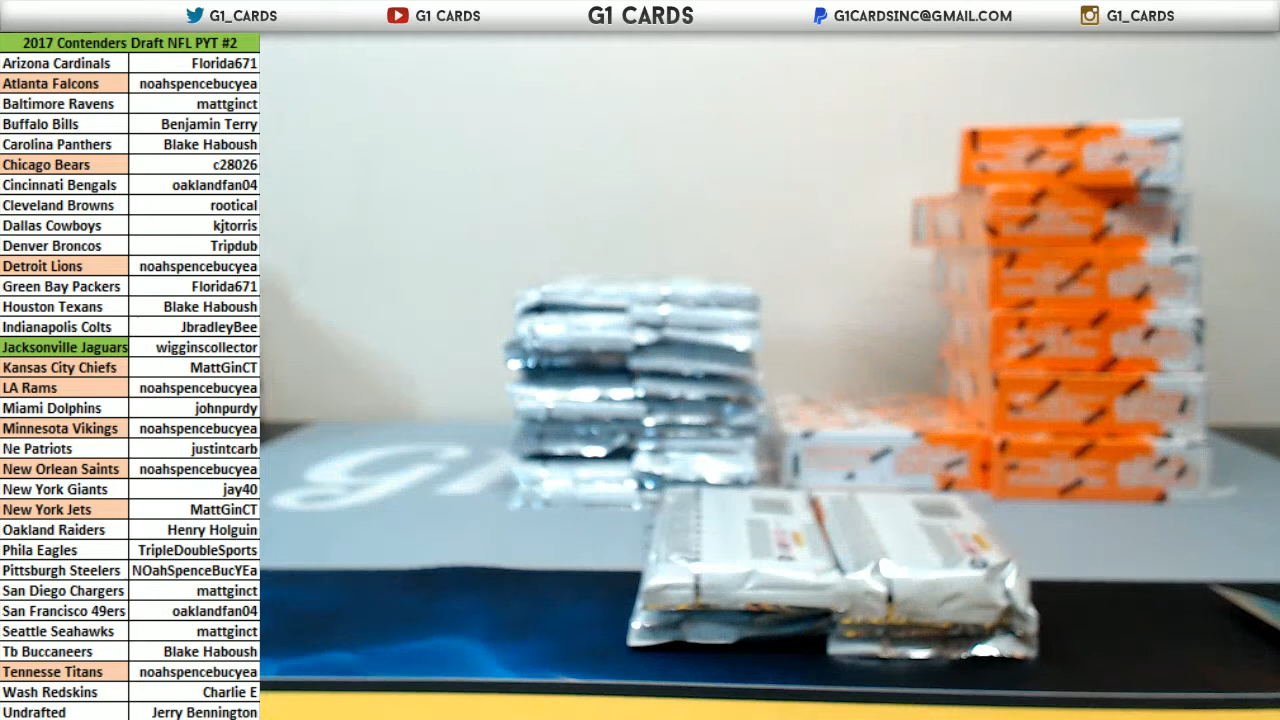 G1_CARDS G1 CARDS G1 CARDS G1CARDSINC@GMAIL.COM G1_CARDS
2017 Contenders Draft NFL PYT #2
Arizona Cardinals Florida671
Atlanta Falcons noahspencebucyea
Baltimore Ravens mattginct
Buffalo Bills Benjamin Terry
Carolina Panthers Blake Haboush
Chicago Bears c28026
Cincinnati Bengals oaklandfan04
Cleveland Browns rootical
Dallas Cowboys kjtorris
Denver Broncos Tripdub
Detroit Lions noahspencebucyea
Green Bay Packers Florida671
Houston Texans Blake Haboush
Indianapolis Colts JbradleyBee
Jacksonville Jaguars wigginscollector
Kansas City Chiefs MattGinCT
LA Rams noahspencebucyea
Miami Dolphins johnpurdy
Minnesota Vikings noahspencebucyea
Ne Patriots justintcarb
New Orlean Saints noahspencebucyea
New York Giants jay40
New York Jets MattGinCT
Oakland Raiders Henry Holguin
Phila Eagles TripleDoubleSports
Pittsburgh Steelers NOahSpenceBucYEa
San Diego Chargers mattginct
San Francisco 49ers oaklandfan04
Seattle Seahawks mattginct
Tb Buccaneers Blake Haboush
Tennesse Titans noahspencebucyea
Wash Redskins Charlie E
Undrafted Jerry Bennington